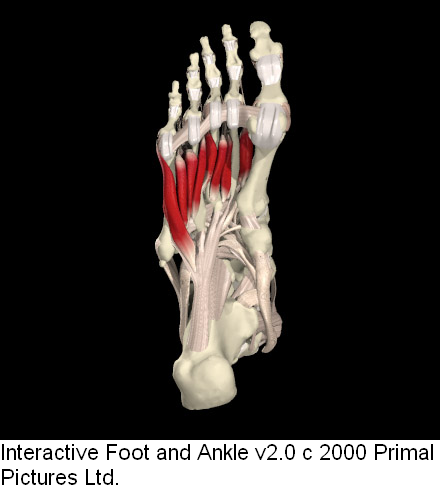 Interactive Foot and Ankle v2.0 c 2000 Primal
Pictures Ltd.